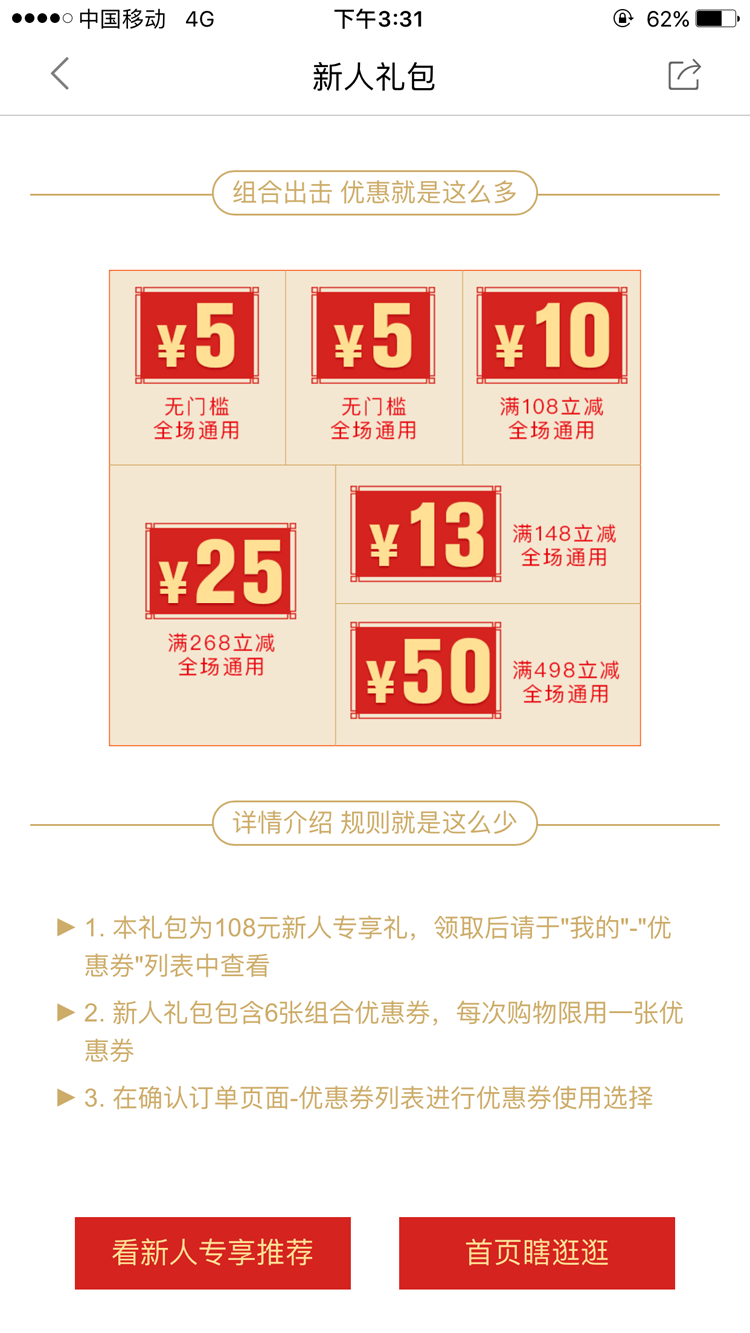 中国移动 4G 下午3:31 62%
新人礼包
组合出击 优惠就是这么多
¥5 ¥5 ¥10
无门槛 无门槛 满108立减
全场通用 全场通用 全场通用
¥25
满268立减
全场通用
¥13
满148立减
全场通用
¥50
满498立减
全场通用
详情介绍 规则就是这么少
1. 本礼包为108元新人专享礼，领取后请于"我的"-"优
惠券"列表中查看
2. 新人礼包包含6张组合优惠券，每次购物限用一张优
惠券
3. 在确认订单页面-优惠券列表进行优惠券使用选择
看新人专享推荐 首页瞎逛逛